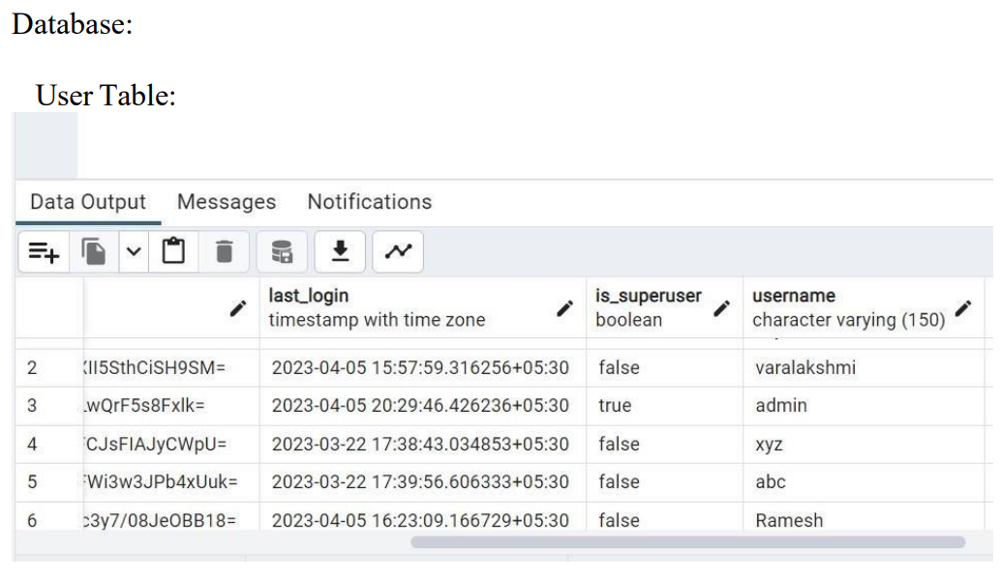 Database:
User Table:
Data Output Messages Notifications
last_login is_superuser username
timestamp with time zone boolean character varying (150)
2 XII5SthCiSH9SM= 2023-04-05 15:57:59.316256+05:30 false varalakshmi
3 wQrF5s8Fxlk= 2023-04-05 20:29:46.426236+05:30 true admin
4 CJsFIAJyCWpU= 2023-03-22 17:38:43.034853+05:30 false xyz
5 Wi3w3JPb4xUuk= 2023-03-22 17:39:56.606333+05:30 false abc
6 c3y7/08JeOBB18= 2023-04-05 16:23:09.166729+05:30 false Ramesh